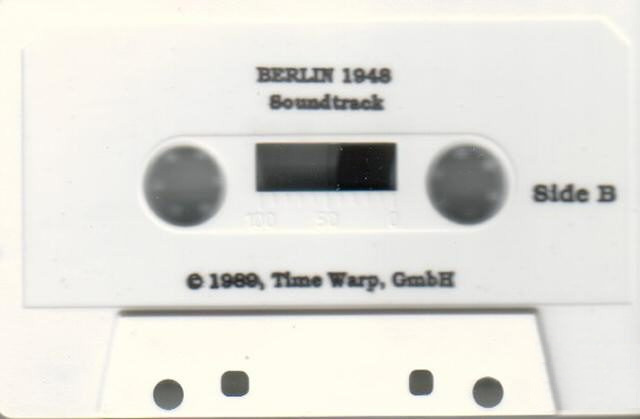 BERLIN 1948
Soundtrack
100 50 0
Side B
© 1989, Time Warp, GmbH